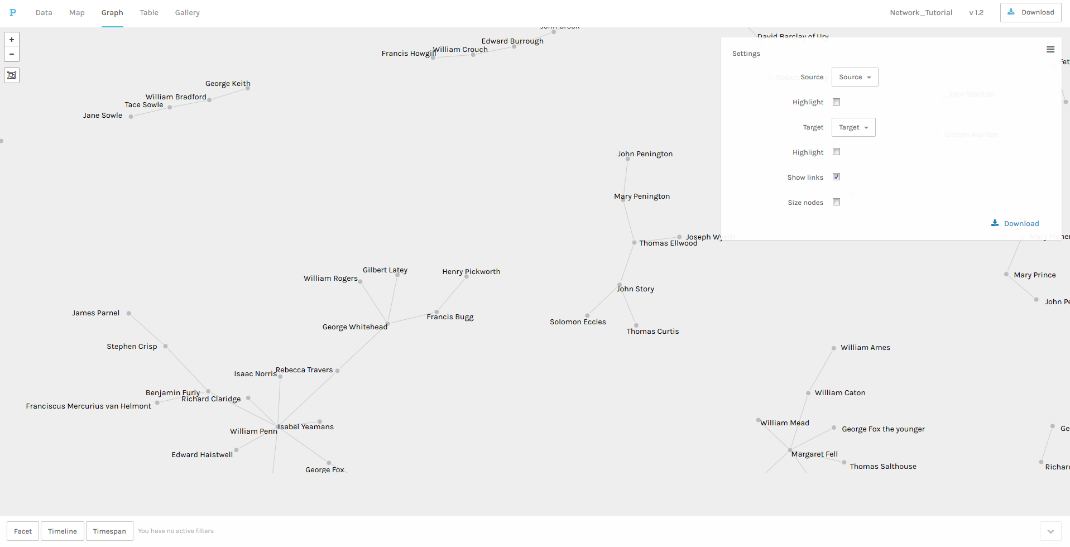 P Data Map Graph Table Gallery Network_Tutorial v 1.2 Download
+
−
John Brook
Edward Burrough
William Crouch
Francis Howgill
David Barclay of Ury
George Keith
William Bradford
Tace Sowle
Jane Sowle
Settings
Source Source
Highlight
Target Target
Highlight
Show links
Size nodes
Download
John Penington
Mary Penington
Joseph Wy
Thomas Ellwood
Mary Prince
John Pe
Gilbert Latey
Henry Pickworth
William Rogers
John Story
James Parnel
Francis Bugg
Solomon Eccles
George Whitehead
Thomas Curtis
Stephen Crisp
William Ames
Rebecca Travers
Isaac Norris
Benjamin Furly
William Caton
Richard Claridge
Franciscus Mercurius van Helmont
William Mead
Isabel Yeamans
George Fox the younger
Ge
William Penn
Edward Haistwell
Margaret Fell
George Fox
Thomas Salthouse
Richar
Facet Timeline Timespan You have no active filters